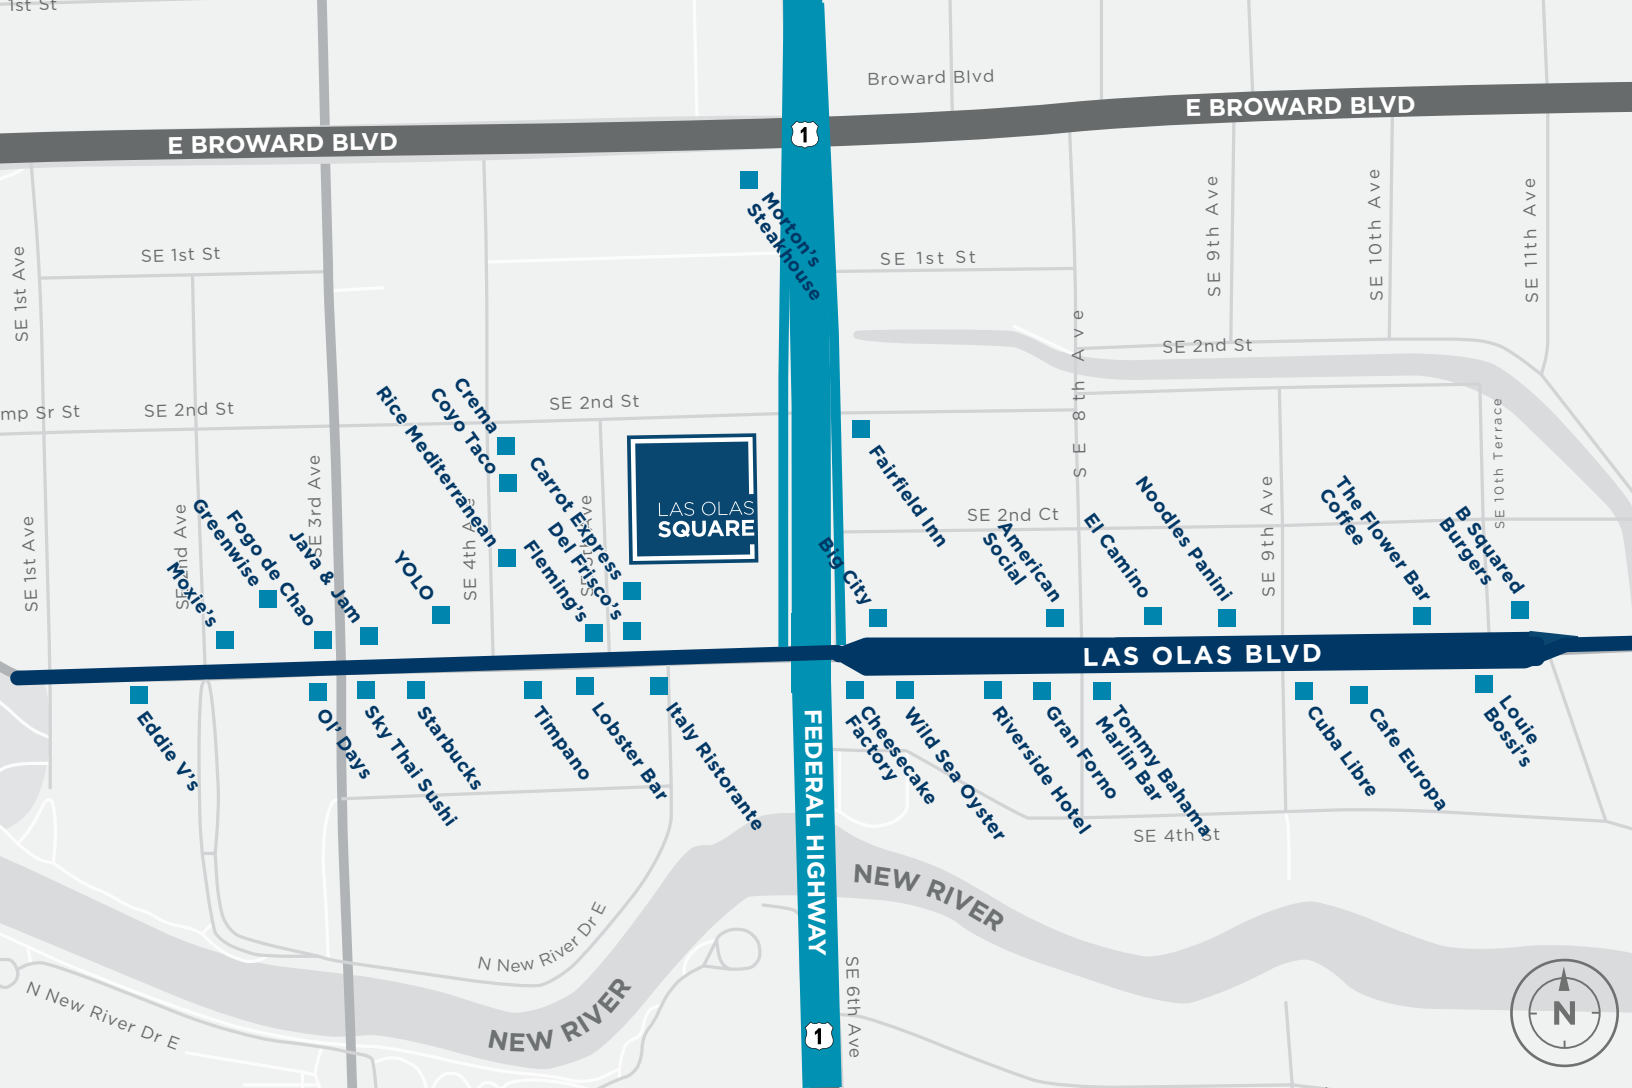 1st St
Broward Blvd
E BROWARD BLVD
E BROWARD BLVD
1
Morton's
Steakhouse
SE 1st Ave
SE 1st St
SE 1st St
SE 9th Ave
SE 10th Ave
SE 11th Ave
SE 8th Ave
SE 2nd St
mp Sr St
SE 2nd St
SE 2nd St
Crema
Coyo Taco
Rice Mediterranean
Carrot Express
Del Frisco's
Fleming's
LAS OLAS
SQUARE
Fairfield Inn
SE 2nd Ct
SE 10th Terrace
SE 1st Ave
SE 2nd Ave
SE 3rd Ave
SE 4th Ave
SE 5th Ave
SE 9th Ave
Moxie's
Greenwise
Fogo de Chao
Java & Jam
YOLO
Big City
American
Social
El Camino
Noodles Panini
The Flower Bar
Coffee
B Squared
Burgers
LAS OLAS BLVD
Eddie V's
Ol' Days
Sky Thai Sushi
Starbucks
Timpano
Lobster Bar
Italy Ristorante
FEDERAL HIGHWAY
Cheesecake
Factory
Wild Sea Oyster
Riverside Hotel
Gran Forno
Tommy Bahama
Marlin Bar
Cuba Libre
Cafe Europa
Louie
Bossi's
SE 4th St
NEW RIVER
N New River Dr E
NEW RIVER
N New River Dr E
SE 6th Ave
1
N